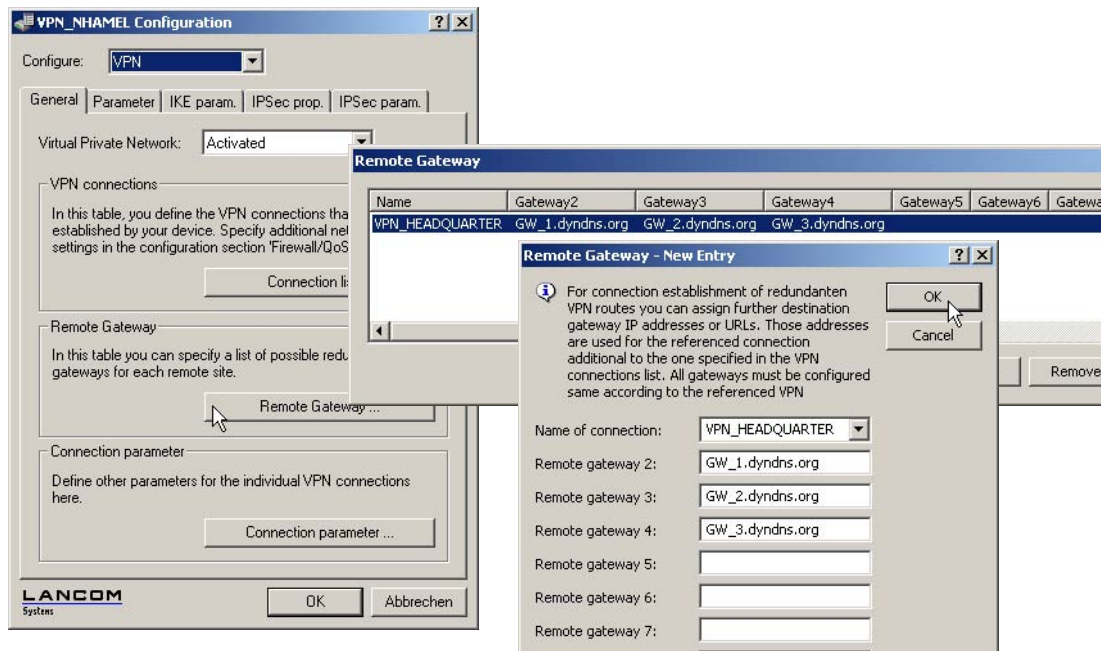 VPN_NHAMEL Configuration
Configure: VPN
General Parameter IKE param. IPSec prop. IPSec param.
Virtual Private Network: Activated
VPN connections
In this table, you define the VPN connections tha
established by your device. Specify additional net
settings in the configuration section 'Firewall/QoS
Connection li
Remote Gateway
In this table you can specify a list of possible redu
gateways for each remote site.
Remote Gateway ...
Connection parameter
Define other parameters for the individual VPN connections
here.
Connection parameter ...
LANCOM
Systems
OK Abbrechen
Remote Gateway
Name Gateway2 Gateway3 Gateway4 Gateway5 Gateway6 Gatewa
VPN_HEADQUARTER GW_1.dyndns.org GW_2.dyndns.org GW_3.dyndns.org
Remove
Remote Gateway - New Entry
For connection establishment of redundanten
VPN routes you can assign further destination
gateway IP addresses or URLs. Those addresses
are used for the referenced connection
additional to the one specified in the VPN
connections list. All gateways must be configured
same according to the referenced VPN
OK
Cancel
Name of connection: VPN_HEADQUARTER
Remote gateway 2: GW_1.dyndns.org
Remote gateway 3: GW_2.dyndns.org
Remote gateway 4: GW_3.dyndns.org
Remote gateway 5:
Remote gateway 6:
Remote gateway 7: